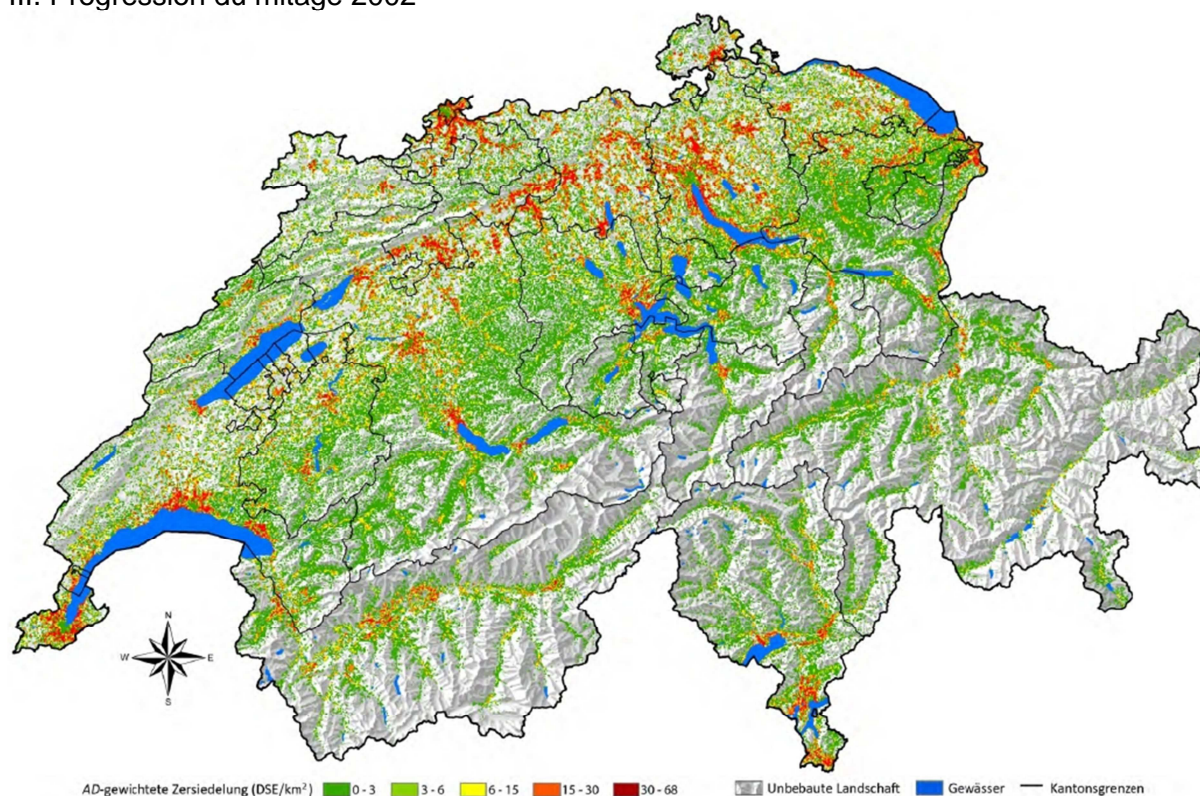 III. Progression du mitage 2002
N
W E
S
AD-gewichtete Zersiedelung (DSE/km²) 0 - 3 3 - 6 6 - 15 15 - 30 30 - 68 Unbebaute Landschaft Gewässer Kantonsgrenzen